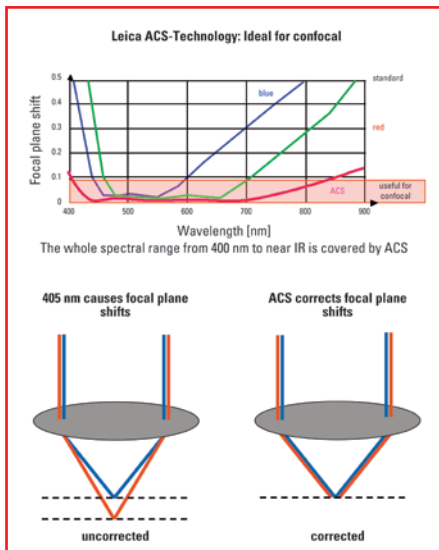 Leica ACS-Technology: Ideal for confocal
Focal plane shift
0.5
0.4
0.3
0.2
0.1
0
blue
standard
red
ACS
useful for
confocal
400 500 600 700 800 900
Wavelength [nm]
The whole spectral range from 400 nm to near IR is covered by ACS
405 nm causes focal plane
shifts
uncorrected
ACS corrects focal plane
shifts
corrected